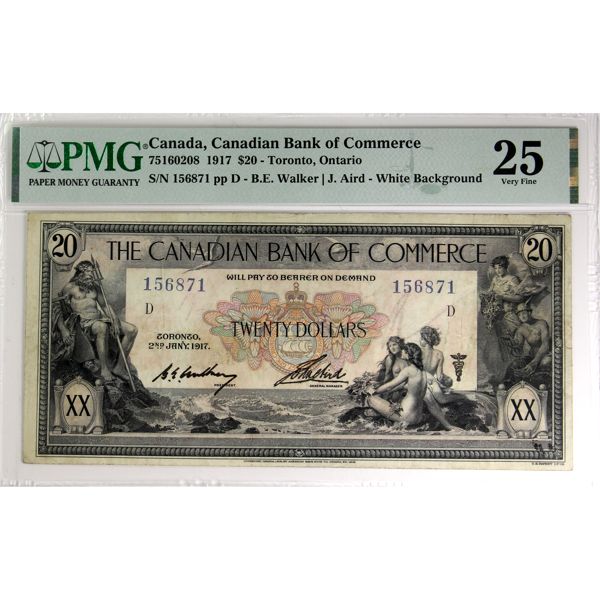 PMG®
PAPER MONEY GUARANTY
Canada, Canadian Bank of Commerce
75160208 1917 $20 - Toronto, Ontario
S/N 156871 pp D - B.E. Walker | J. Aird - White Background
25
Very Fine
20
20
THE CANADIAN BANK OF COMMERCE
156871
WILL PAY TO BEARER ON DEMAND
156871
D
D
TWENTY DOLLARS
TORONTO,
2ND JANY. 1917.
PRESIDENT
GENERAL MANAGER
XX
XX